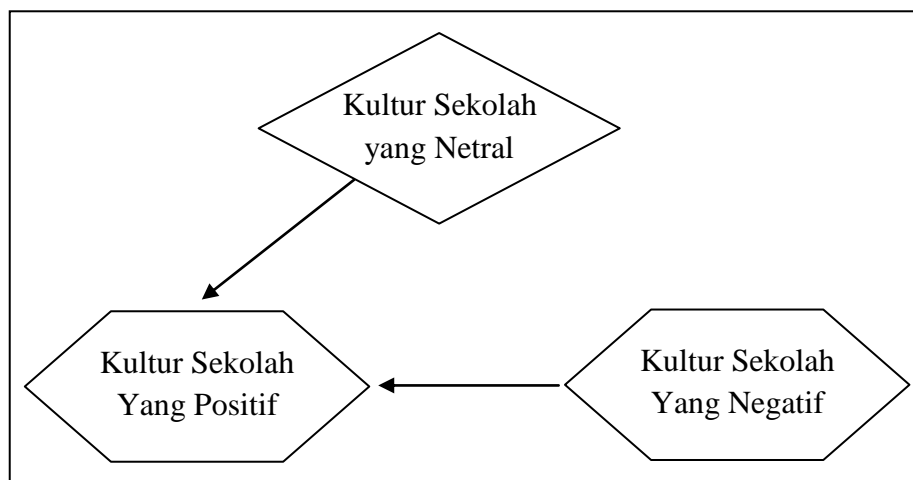 Kultur Sekolah
yang Netral
Kultur Sekolah
Yang Positif
Kultur Sekolah
Yang Negatif